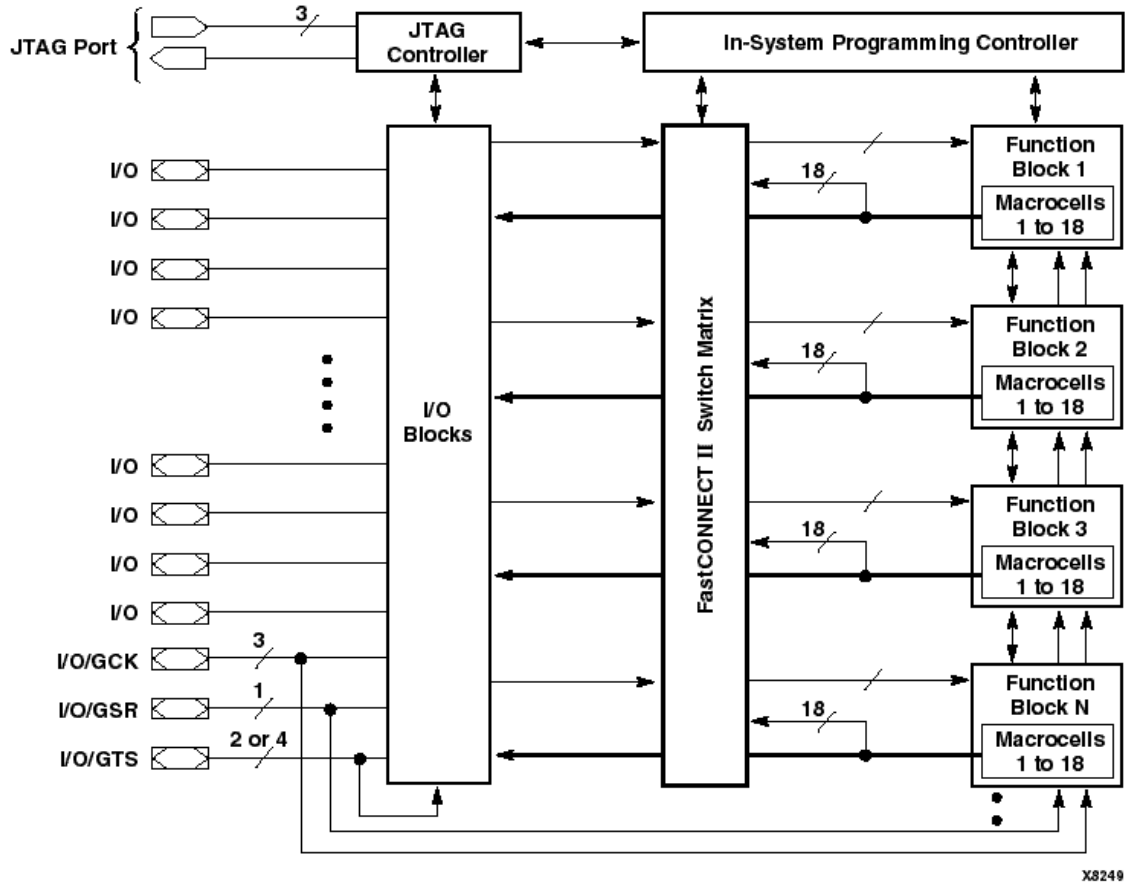 3
JTAG Port
JTAG
Controller
In-System Programming Controller
I/O
I/O
I/O
I/O
I/O
I/O
I/O
I/O
I/O/GCK
3
I/O/GSR
1
I/O/GTS
2 or 4
I/O
Blocks
FastCONNECT II Switch Matrix
18
Function
Block 1
Macrocells
1 to 18
18
Function
Block 2
Macrocells
1 to 18
18
Function
Block 3
Macrocells
1 to 18
18
Function
Block N
Macrocells
1 to 18
X8249